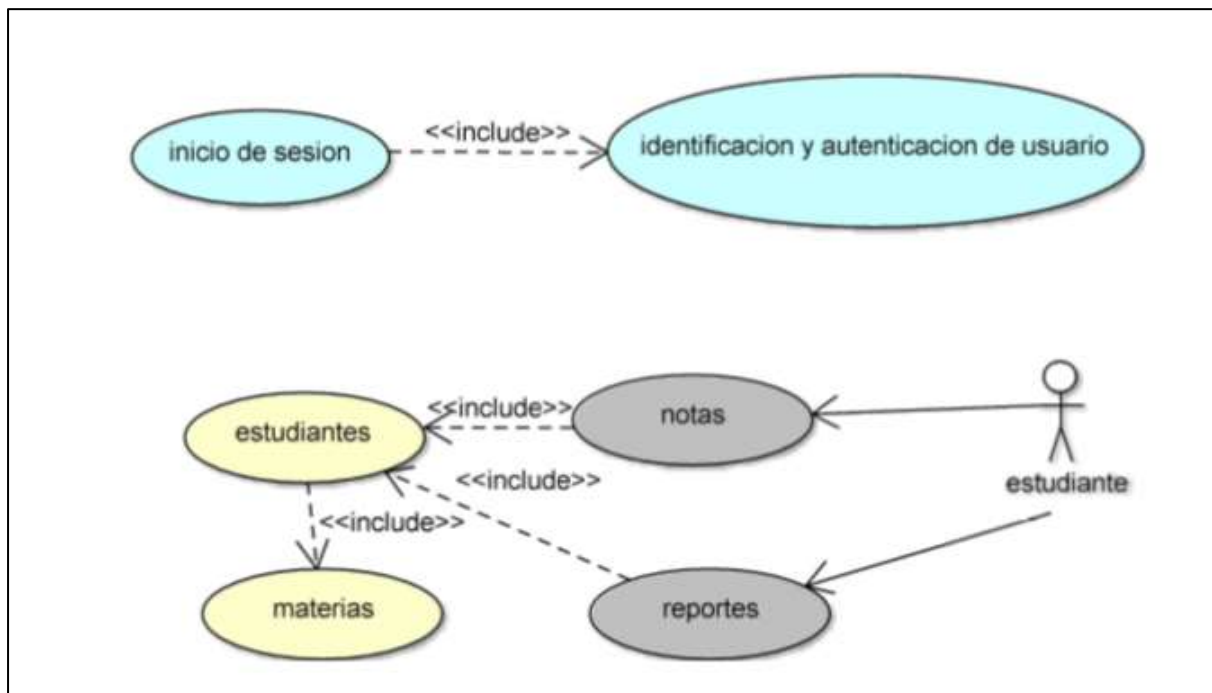 <<include>>
inicio de sesion
identificacion y autenticacion de usuario
<<include>>
notas
estudiantes
<<include>>
estudiante
<<include>>
materias
reportes